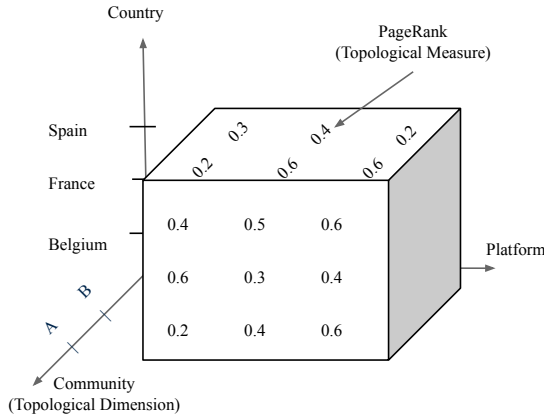 Country
PageRank
(Topological Measure)
Spain
0.3 0.4 0.2
0.2 0.6 0.6
France
0.4 0.5 0.6
Belgium
Platform
0.6 0.3 0.4
B
A
0.2 0.4 0.6
Community
(Topological Dimension)